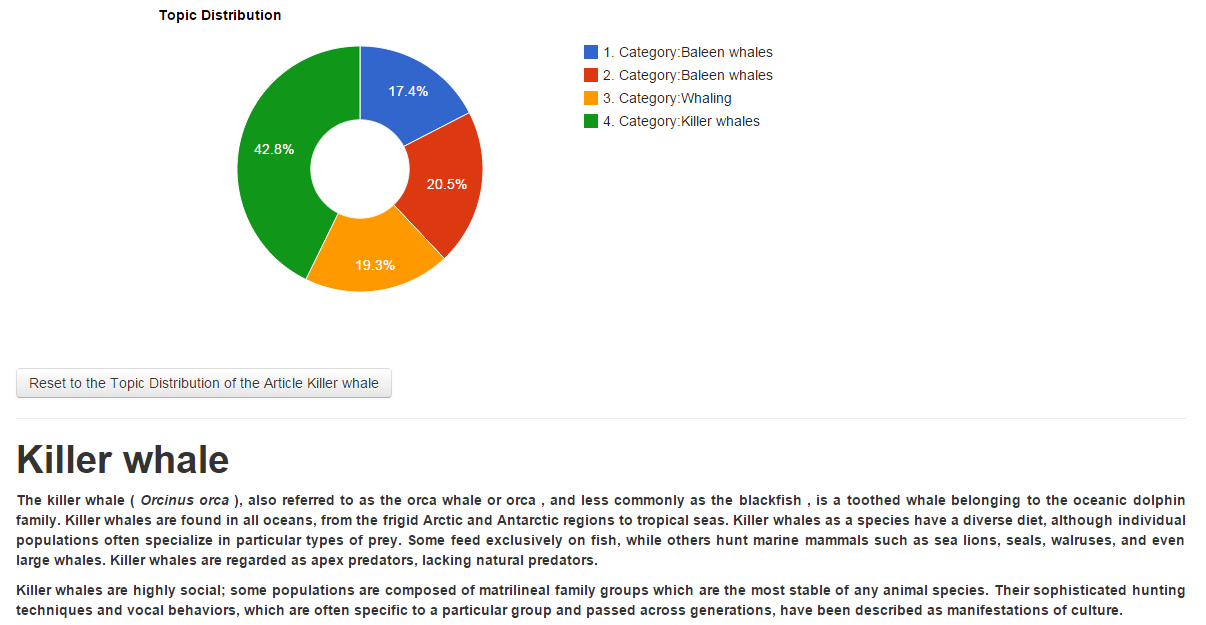 Topic Distribution
1. Category:Baleen whales
2. Category:Baleen whales
3. Category:Whaling
4. Category:Killer whales
17.4%
42.8%
20.5%
19.3%
Reset to the Topic Distribution of the Article Killer whale
Killer whale
The killer whale ( Orcinus orca ), also referred to as the orca whale or orca , and less commonly as the blackfish , is a toothed whale belonging to the oceanic dolphin
family. Killer whales are found in all oceans, from the frigid Arctic and Antarctic regions to tropical seas. Killer whales as a species have a diverse diet, although individual
populations often specialize in particular types of prey. Some feed exclusively on fish, while others hunt marine mammals such as sea lions, seals, walruses, and even
large whales. Killer whales are regarded as apex predators, lacking natural predators.
Killer whales are highly social; some populations are composed of matrilineal family groups which are the most stable of any animal species. Their sophisticated hunting
techniques and vocal behaviors, which are often specific to a particular group and passed across generations, have been described as manifestations of culture.